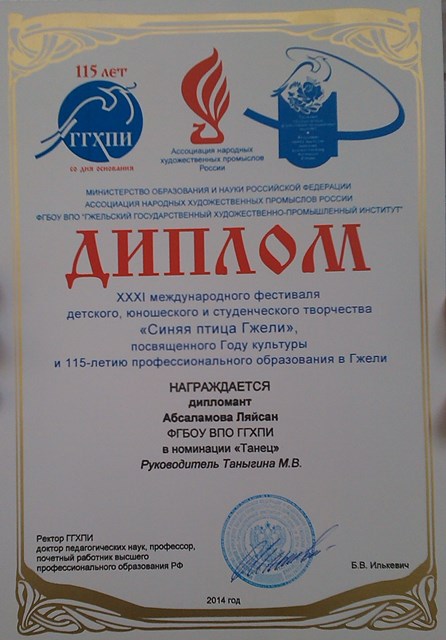 115 ЛЕТ
ГГХПИ
со дня основания
Ассоциация народных
художественных промыслов
России
МИНИСТЕРСТВО ОБРАЗОВАНИЯ И НАУКИ РОССИЙСКОЙ ФЕДЕРАЦИИ
АССОЦИАЦИЯ НАРОДНЫХ ХУДОЖЕСТВЕННЫХ ПРОМЫСЛОВ РОССИИ
ФГБОУ ВПО "ГЖЕЛЬСКИЙ ГОСУДАРСТВЕННЫЙ ХУДОЖЕСТВЕННО-ПРОМЫШЛЕННЫЙ ИНСТИТУТ"
ДИПЛОМ
XXXI международного фестиваля
детского, юношеского и студенческого творчества
«Синяя птица Гжели»,
посвященного Году культуры
и 115-летию профессионального образования в Гжели
НАГРАЖДАЕТСЯ
дипломант
Абсаламова Ляйсан
ФГБОУ ВПО ГГХПИ
в номинации «Танец»
Руководитель Таныгина М.В.
Ректор ГГХПИ
доктор педагогических наук, профессор,
почетный работник высшего
профессионального образования РФ
Б.В. Илькевич
2014 год